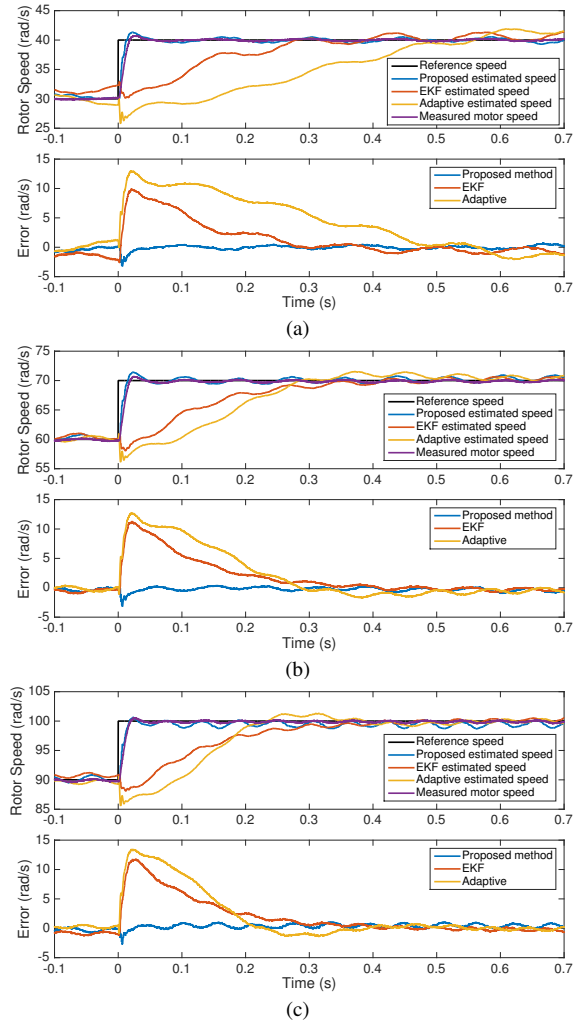 Rotor Speed (rad/s)
45
40
35
30
25
-0.1 0 0.1 0.2 0.3 0.4 0.5 0.6 0.7
Reference speed
Proposed estimated speed
EKF estimated speed
Adaptive estimated speed
Measured motor speed
Error (rad/s)
15
10
5
0
-5
-0.1 0 0.1 0.2 0.3 0.4 0.5 0.6 0.7
Proposed method
EKF
Adaptive
Time (s)
(a)
Rotor Speed (rad/s)
75
70
65
60
55
-0.1 0 0.1 0.2 0.3 0.4 0.5 0.6 0.7
Reference speed
Proposed estimated speed
EKF estimated speed
Adaptive estimated speed
Measured motor speed
Error (rad/s)
15
10
5
0
-5
-0.1 0 0.1 0.2 0.3 0.4 0.5 0.6 0.7
Proposed method
EKF
Adaptive
Time (s)
(b)
Rotor Speed (rad/s)
105
100
95
90
85
-0.1 0 0.1 0.2 0.3 0.4 0.5 0.6 0.7
Reference speed
Proposed estimated speed
EKF estimated speed
Adaptive estimated speed
Measured motor speed
Error (rad/s)
15
10
5
0
-5
-0.1 0 0.1 0.2 0.3 0.4 0.5 0.6 0.7
Proposed method
EKF
Adaptive
Time (s)
(c)